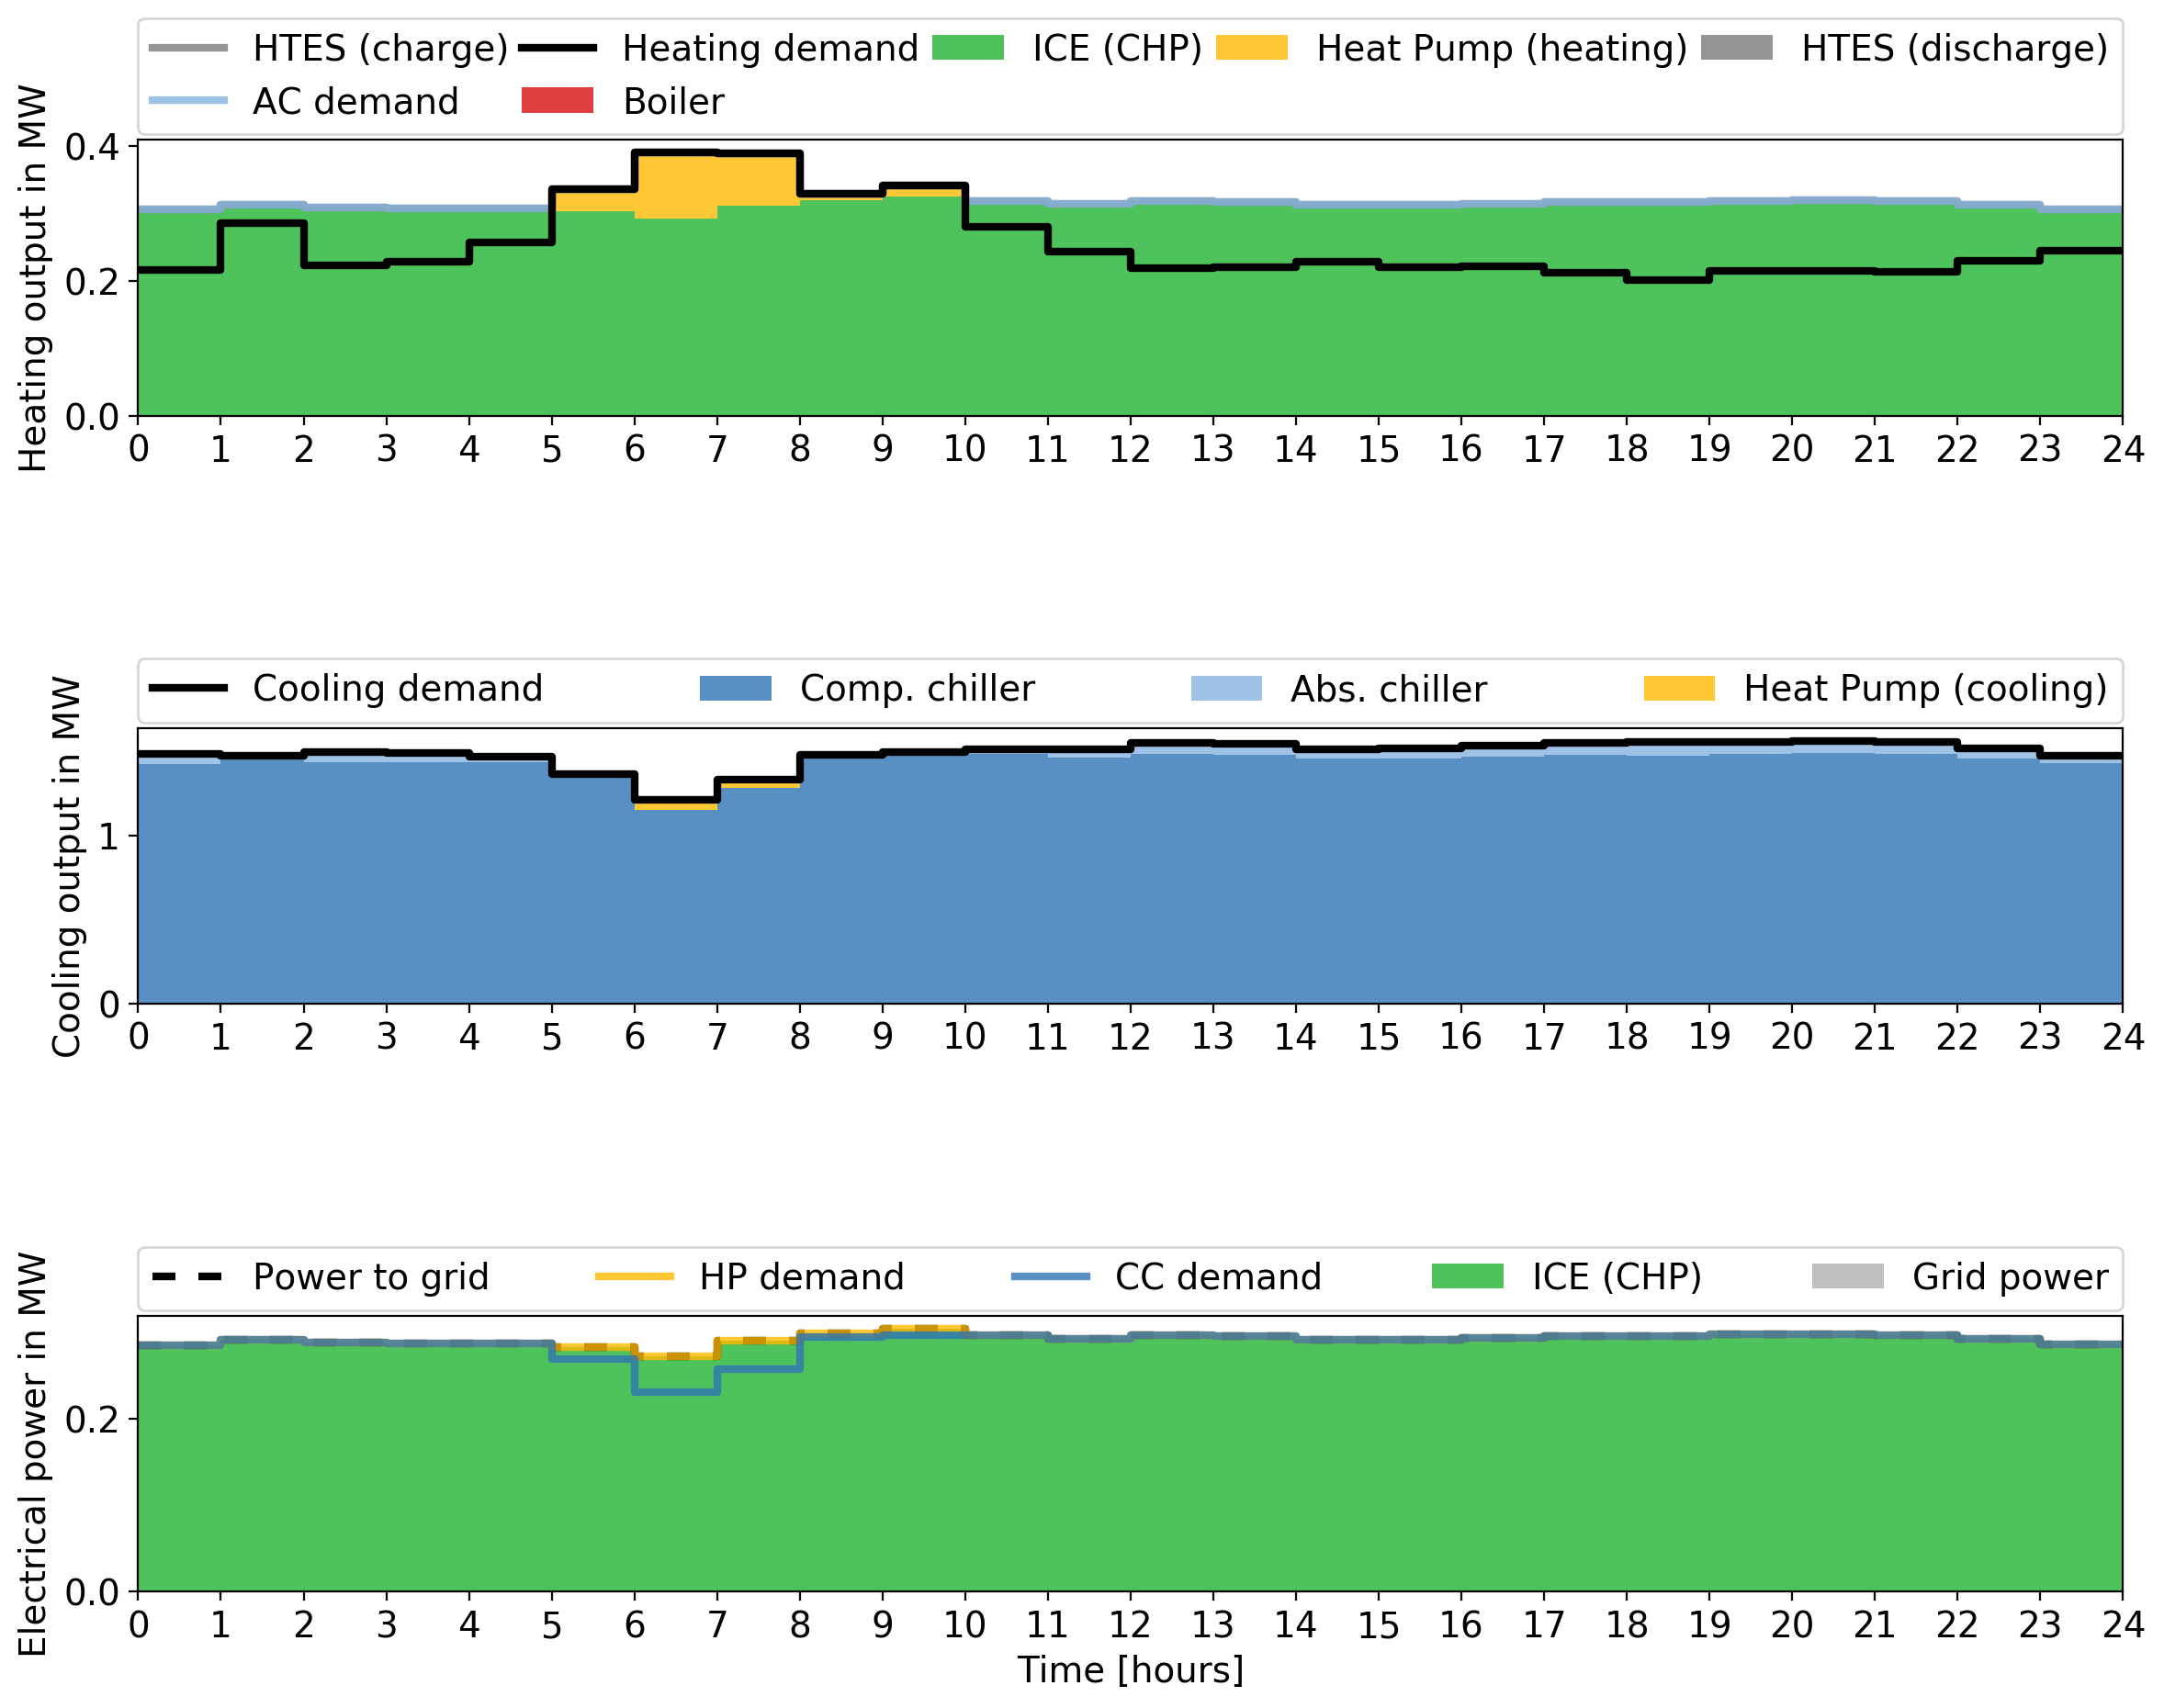 HTES (charge) Heating demand ICE (CHP) Heat Pump (heating) HTES (discharge)
AC demand Boiler
Heating output in MW
0.4
0.2
0.0
0 1 2 3 4 5 6 7 8 9 10 11 12 13 14 15 16 17 18 19 20 21 22 23 24
Cooling demand Comp. chiller Abs. chiller Heat Pump (cooling)
Cooling output in MW
1
0
0 1 2 3 4 5 6 7 8 9 10 11 12 13 14 15 16 17 18 19 20 21 22 23 24
Power to grid HP demand CC demand ICE (CHP) Grid power
Electrical power in MW
0.2
0.0
0 1 2 3 4 5 6 7 8 9 10 11 12 13 14 15 16 17 18 19 20 21 22 23 24
Time [hours]